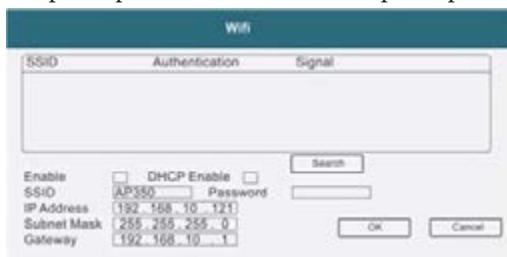 Wifi
SSID Authentication Signal
Search
Enable DHCP Enable
SSID AP350 Password
IP Address 192 . 168 . 10 . 121
Subnet Mask 255 . 255 . 255 . 0
OK Cancel
Gateway 192 . 168 . 10 . 1